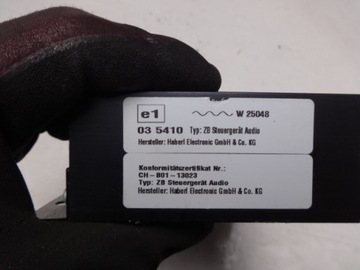 e1 W 25048
03 5410 Typ: ZB Steuergerät Audio
Hersteller: Haberl Electronic GmbH & Co. KG
Konformitätszertifikat Nr.:
CH-B01-13023
Typ: ZB Steuergerät Audio
Hersteller: Haberl Electronic GmbH & Co. KG